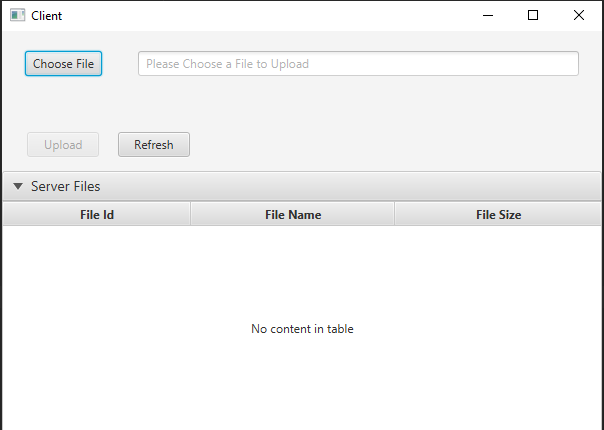 Client
Choose File Please Choose a File to Upload
Upload Refresh
Server Files
File Id File Name File Size
No content in table